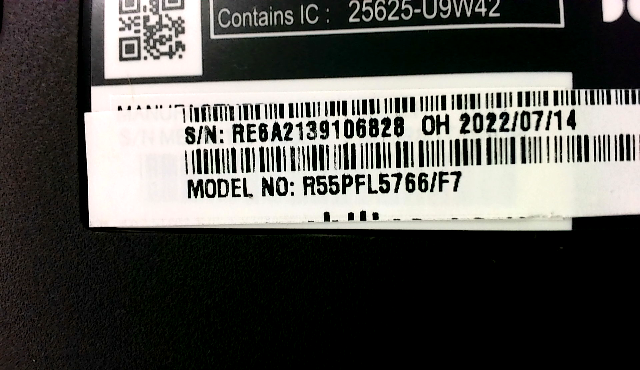 Contains IC : 25625-U9W42
S/N: RE6A2139106828 OH 2022/07/14
MODEL NO: R55PFL5766/F7